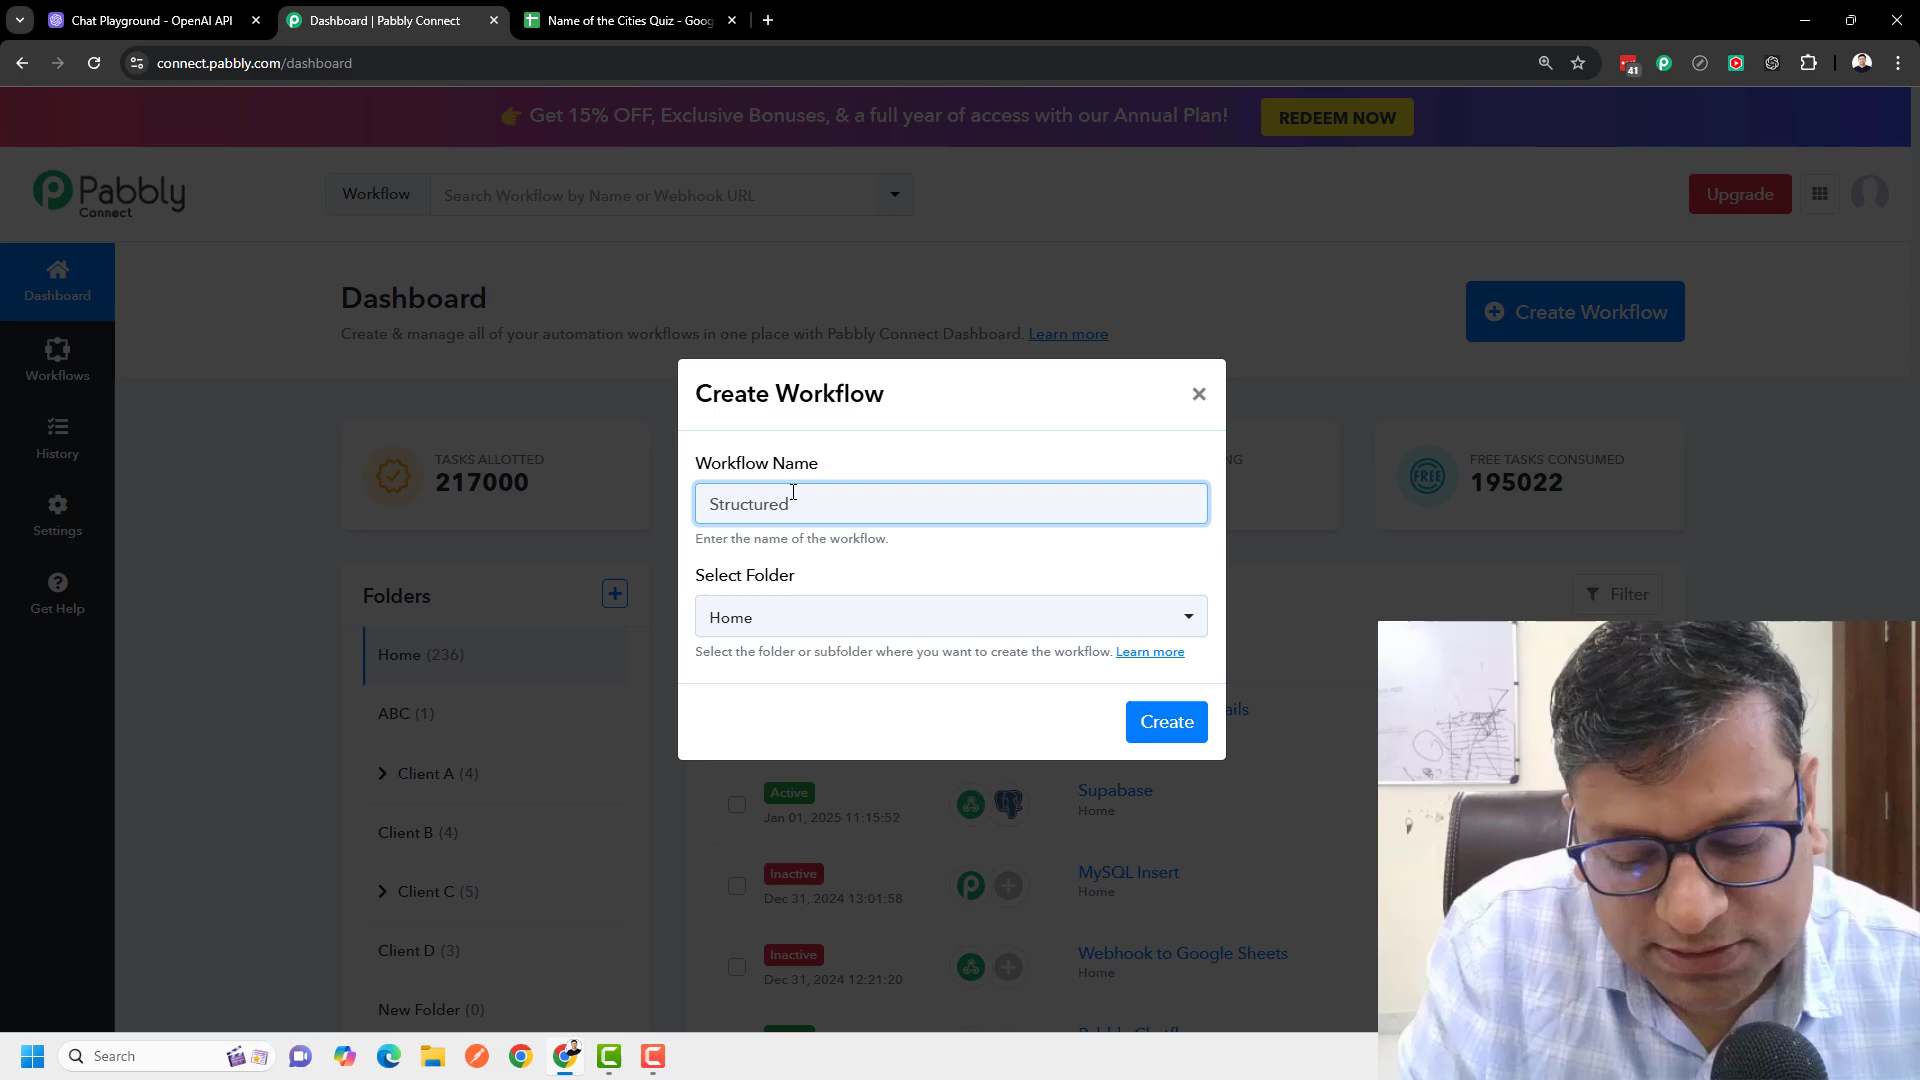 Chat Playground - OpenAI API
Dashboard | Pabbly Connect
Name of the Cities Quiz - Goog
connect.pabbly.com/dashboard
41
Get 15% OFF, Exclusive Bonuses, & a full year of access with our Annual Plan!
REDEEM NOW
Pabbly
Connect
Workflow
Search Workflow by Name or Webhook URL
Upgrade
Dashboard
Workflows
History
Settings
Get Help
Dashboard
Create & manage all of your automation workflows in one place with Pabbly Connect Dashboard. Learn more
Create Workflow
TASKS ALLOTTED
217000
NG
FREE TASKS CONSUMED
195022
Create Workflow
Workflow Name
Structured
Enter the name of the workflow.
Select Folder
Home
Select the folder or subfolder where you want to create the workflow. Learn more
Create
Folders
Home (236)
ABC (1)
Client A (4)
Client B (4)
Client C (5)
Client D (3)
New Folder (0)
Filter
ails
Active
Jan 01, 2025 11:15:52
FREE
Supabase
Home
Inactive
Dec 31, 2024 13:01:58
MySQL Insert
Home
Inactive
Dec 31, 2024 12:21:20
Webhook to Google Sheets
Home
Search